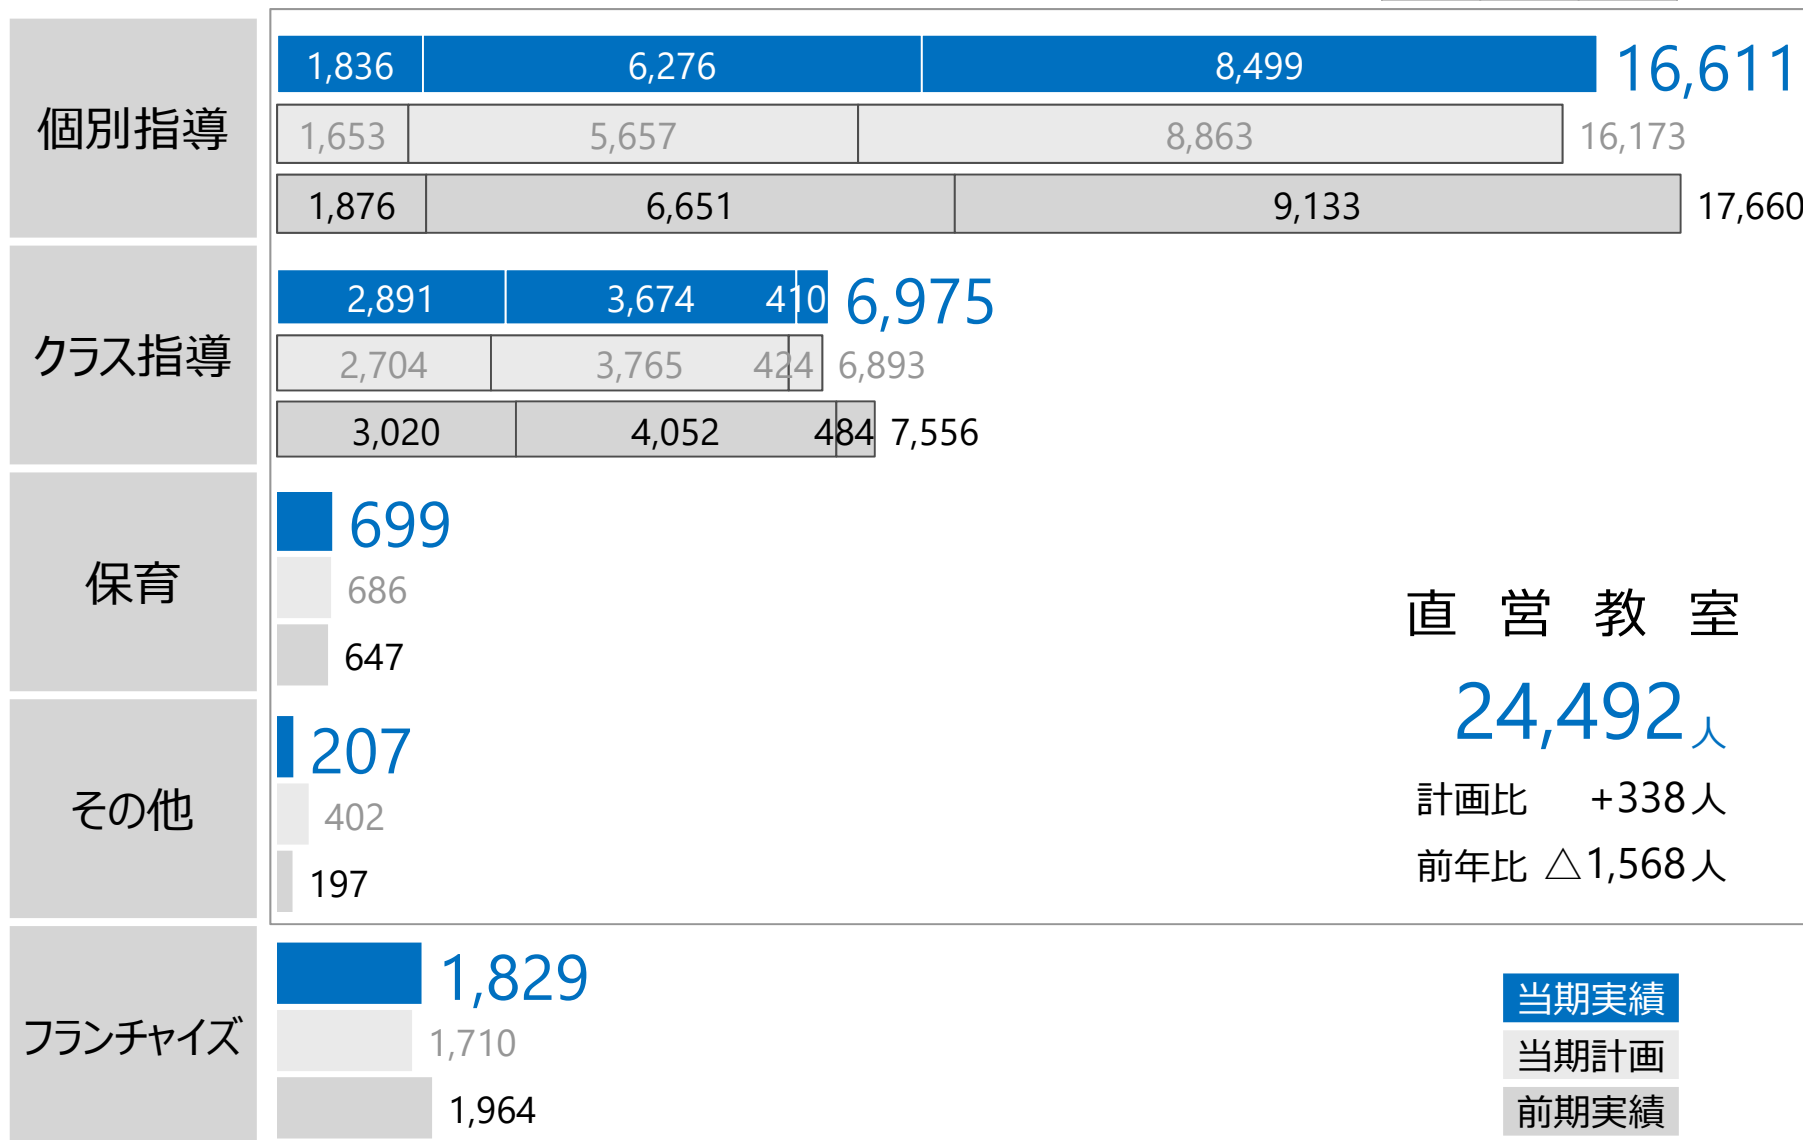 個別指導
1,836 6,276 8,499 16,611
1,653 5,657 8,863 16,173
1,876 6,651 9,133 17,660
クラス指導
2,891 3,674 410 6,975
2,704 3,765 424 6,893
3,020 4,052 484 7,556
保育
699
686
647
その他
207
402
197
直営教室
24,492人
計画比 +338人
前年比 △1,568人
フランチャイズ
1,829
1,710
1,964
当期実績
当期計画
前期実績